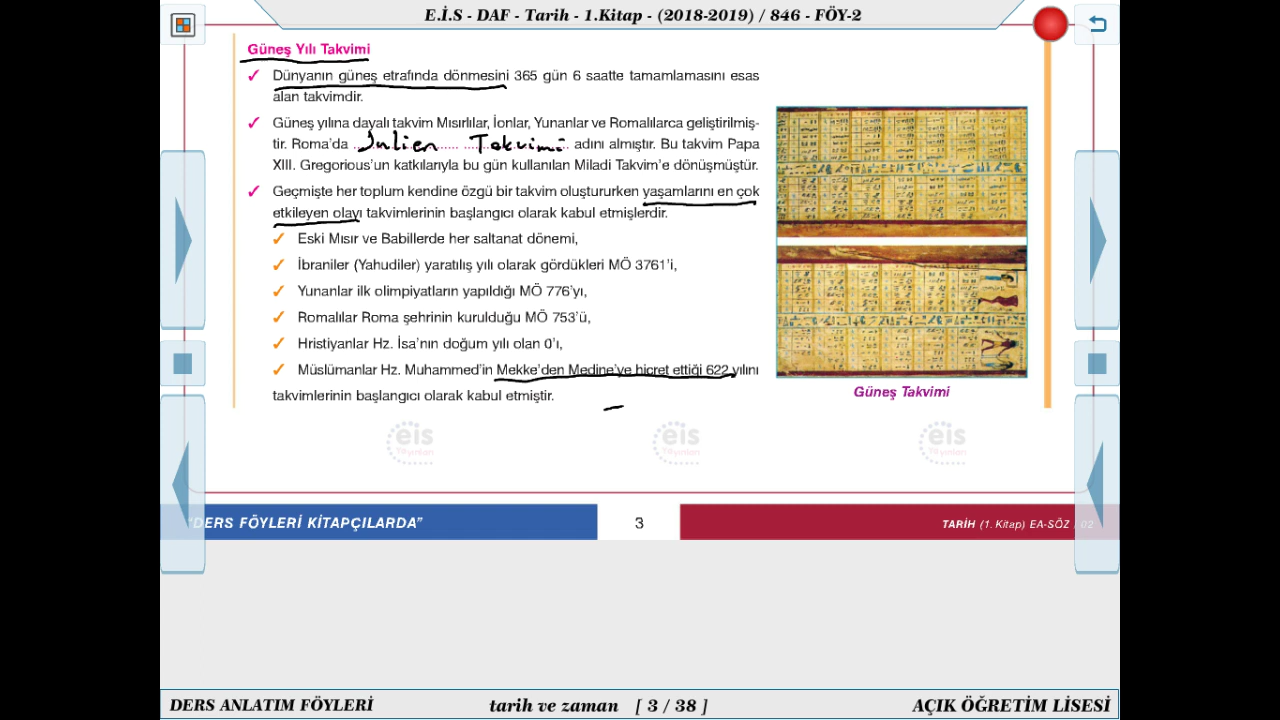 E.İ.S - DAF - Tarih - 1.Kitap - (2018-2019) / 846 - FÖY-2
Güneş Yılı Takvimi
✓ Dünyanın güneş etrafında dönmesini 365 gün 6 saatte tamamlamasını esas
alan takvimdir.
✓ Güneş yılına dayalı takvim Mısırlılar, İonlar, Yunanlar ve Romalılarca geliştirilmiş-
tir. Roma'da Julien Takvimi adını almıştır. Bu takvim Papa
XIII. Gregorious'un katkılarıyla bu gün kullanılan Miladi Takvim'e dönüşmüştür.
✓ Geçmişte her toplum kendine özgü bir takvim oluştururken yaşamlarını en çok
etkileyen olayı takvimlerinin başlangıcı olarak kabul etmişlerdir.
✓ Eski Mısır ve Babillerde her saltanat dönemi,
✓ İbraniler (Yahudiler) yaratılış yılı olarak gördükleri MÖ 3761'i,
✓ Yunanlar ilk olimpiyatların yapıldığı MÖ 776'yı,
✓ Romalılar Roma şehrinin kurulduğu MÖ 753'ü,
✓ Hristiyanlar Hz. İsa'nın doğum yılı olan 0'ı,
✓ Müslümanlar Hz. Muhammed'in Mekke'den Medine'ye hicret ettiği 622 yılını
takvimlerinin başlangıcı olarak kabul etmiştir.
Güneş Takvimi
eis Yayınları
eis Yayınları
eis Yayınları
"DERS FÖYLERİ KİTAPÇILARDA"
3
TARİH (1. Kitap) EA-SÖZ / 02
DERS ANLATIM FÖYLERİ
tarih ve zaman [ 3 / 38 ]
AÇIK ÖĞRETİM LİSESİ